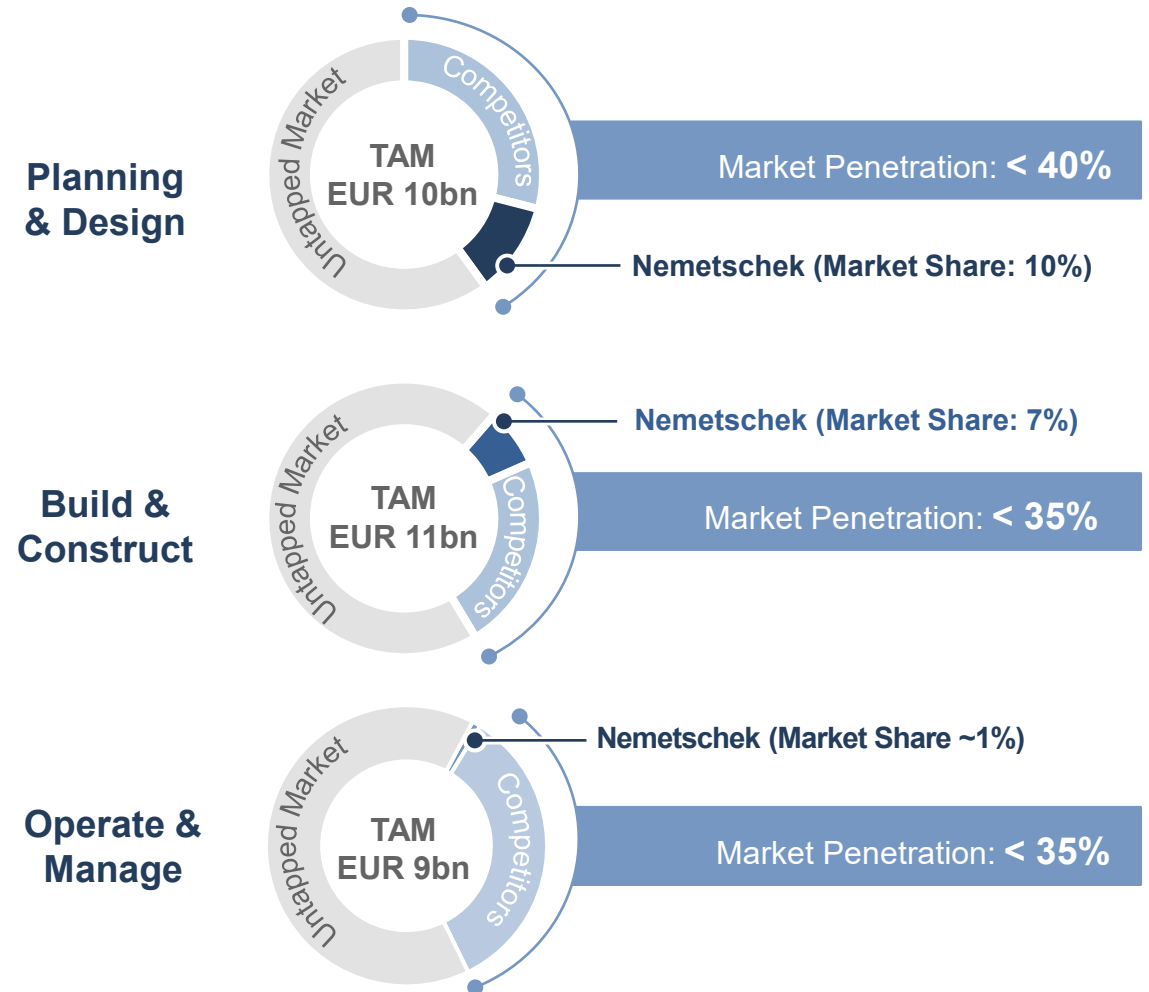 Planning
& Design
Untapped Market
Competitors
TAM
EUR 10bn
Market Penetration: < 40%
Nemetschek (Market Share: 10%)
Build &
Construct
Untapped Market
Competitors
TAM
EUR 11bn
Nemetschek (Market Share: 7%)
Market Penetration: < 35%
Operate &
Manage
Untapped Market
Competitors
TAM
EUR 9bn
Nemetschek (Market Share ~1%)
Market Penetration: < 35%